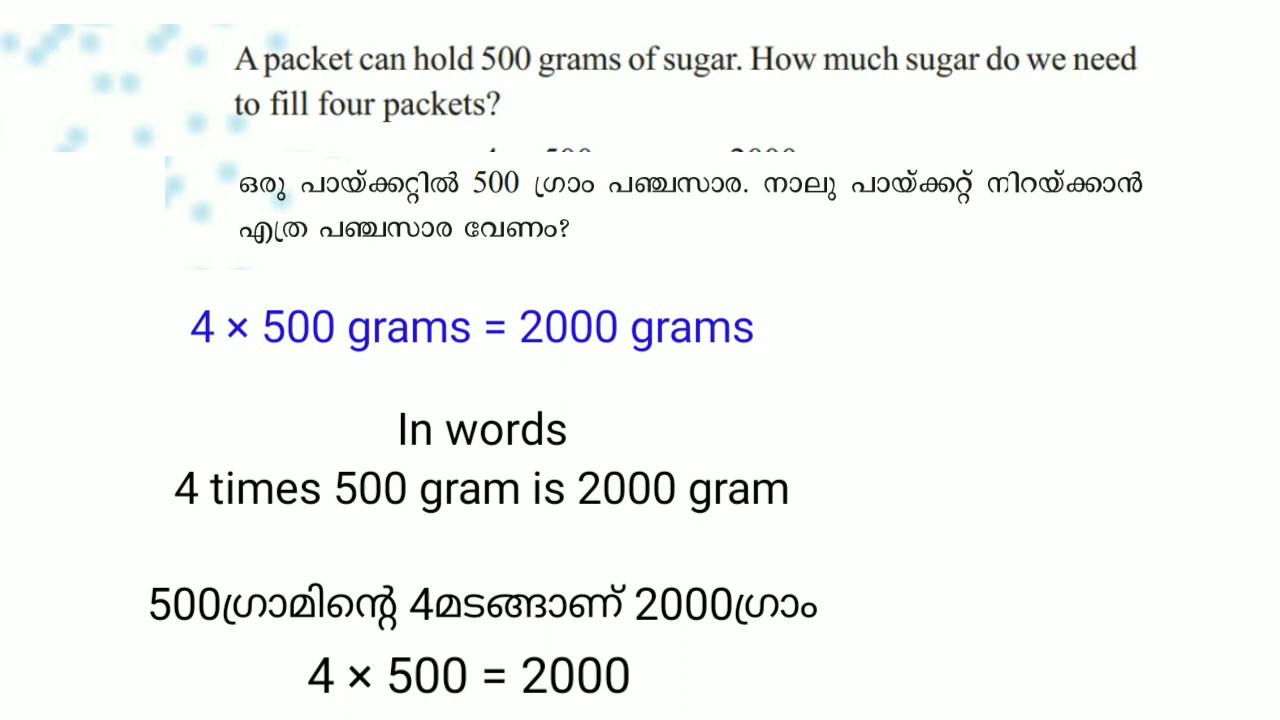 A packet can hold 500 grams of sugar. How much sugar do we need
to fill four packets?
ഒരു പായ്ക്കറ്റിൽ 500 ഗ്രാം പഞ്ചസാര. നാലു പായ്ക്കറ്റ് നിറയ്ക്കാൻ
എത്ര പഞ്ചസാര വേണം?
4 × 500 grams = 2000 grams
In words
4 times 500 gram is 2000 gram
500ഗ്രാമിന്റെ 4മടങ്ങാണ് 2000ഗ്രാം
4 × 500 = 2000